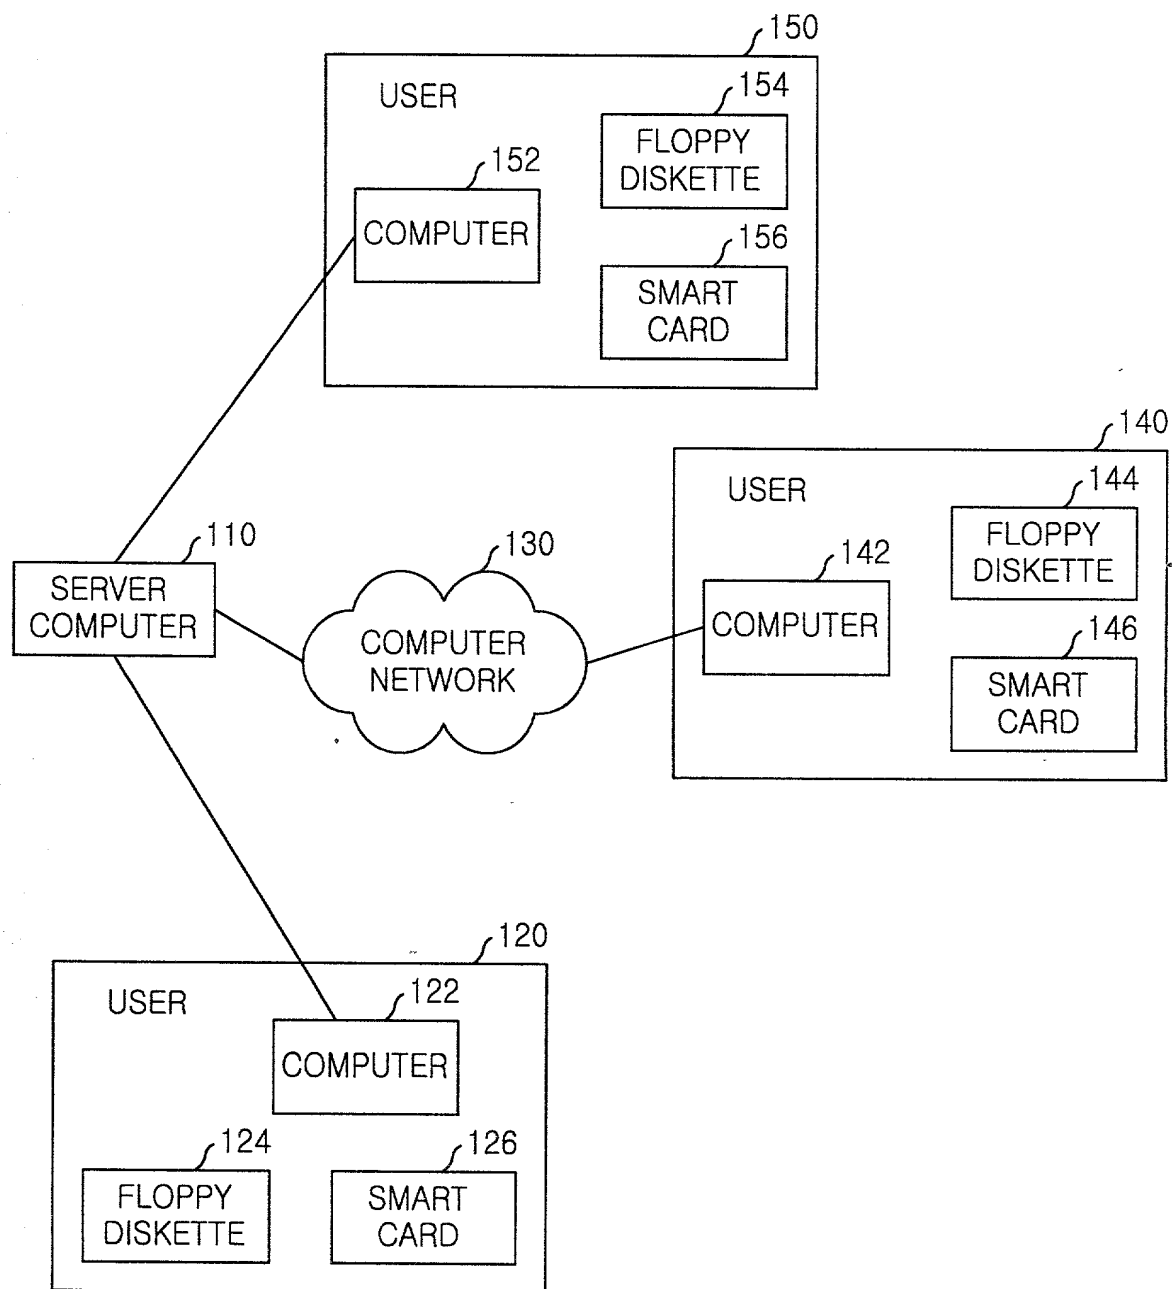 150
USER
154
FLOPPY
DISKETTE
152
COMPUTER
156
SMART
CARD
140
USER
144
FLOPPY
DISKETTE
110
SERVER
COMPUTER
130
COMPUTER
NETWORK
142
COMPUTER
146
SMART
CARD
120
USER
122
COMPUTER
124
FLOPPY
DISKETTE
126
SMART
CARD